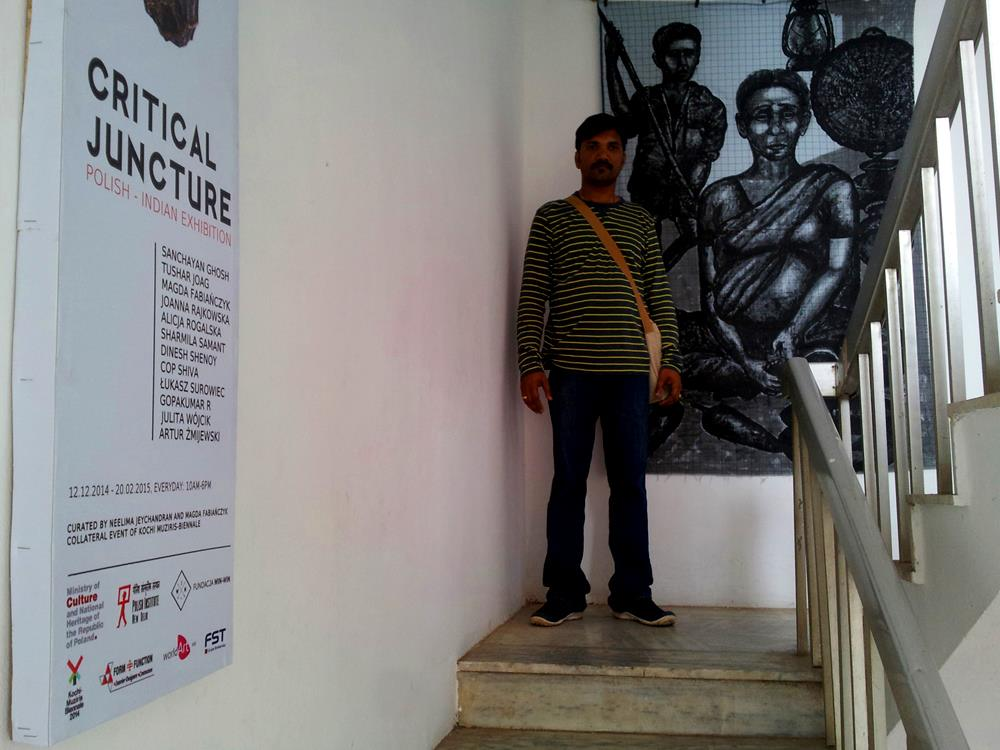 CRITICAL
JUNCTURE
POLISH - INDIAN EXHIBITION
SANCHAYAN GHOSH
TUSHAR JOAG
MAGDA FABIAŃCZYK
JOANNA RAJKOWSKA
ALICJA ROGALSKA
SHARMILA SAMANT
DINESH SHENOY
COP SHIVA
ŁUKASZ SUROWIEC
GOPAKUMAR R
JULITA WÓJCIK
ARTUR ŻMIJEWSKI
12.12.2014 - 20.02.2015, EVERYDAY: 10AM-6PM
CURATED BY NEELIMA JEYCHANDRAN AND MAGDA FABIAŃCZYK
COLLATERAL EVENT OF KOCHI MUZIRIS-BIENNALE
Ministry of
Culture
and National
Heritage of
the Republic
of Poland.
POLISH INSTITUTE
NEW DELHI
FUNDACJA WIN-WIN
Kochi-
Muziris
Biennale
2014
FORM FUNCTION
worldArt
FST